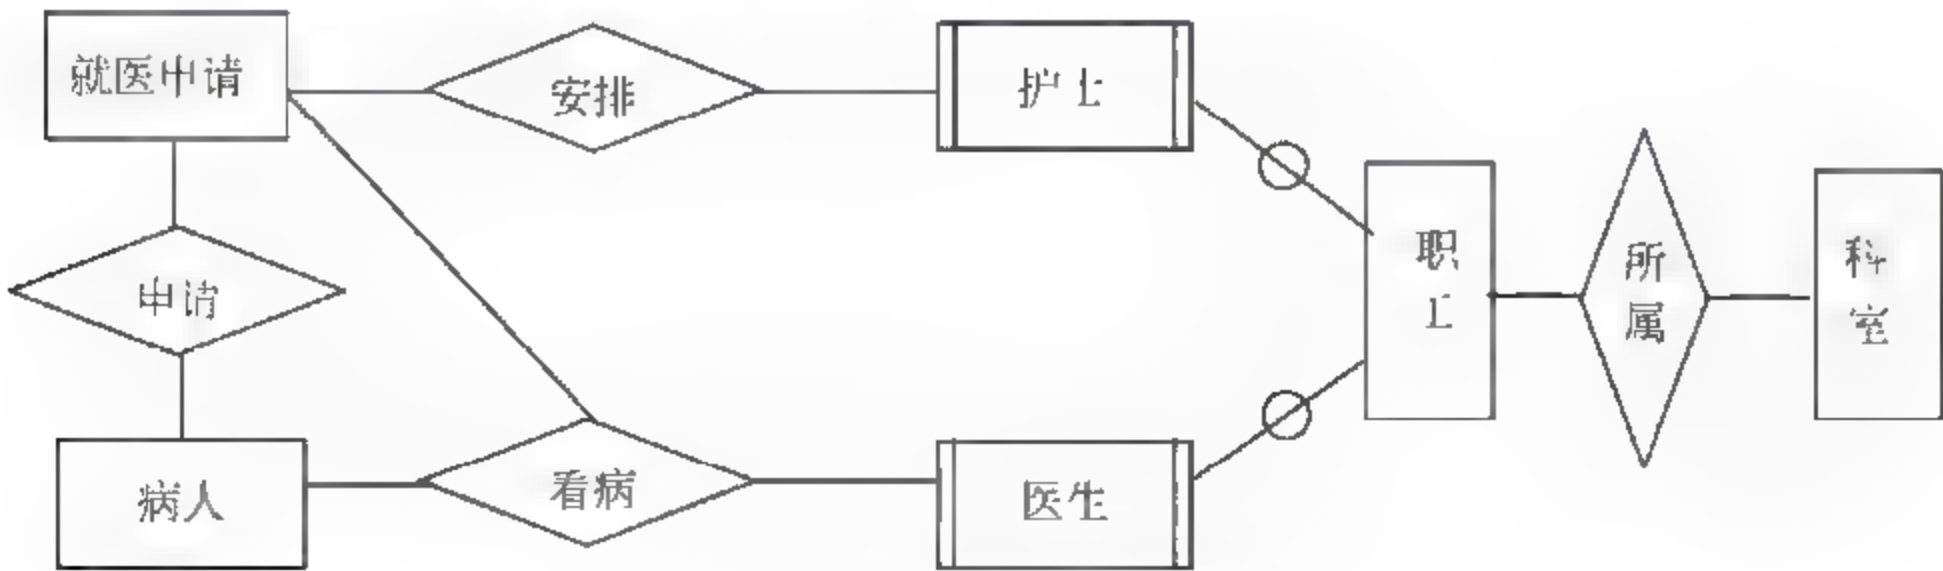 就医申请
安排
护士
申请
职工
所属
科室
病人
看病
医生